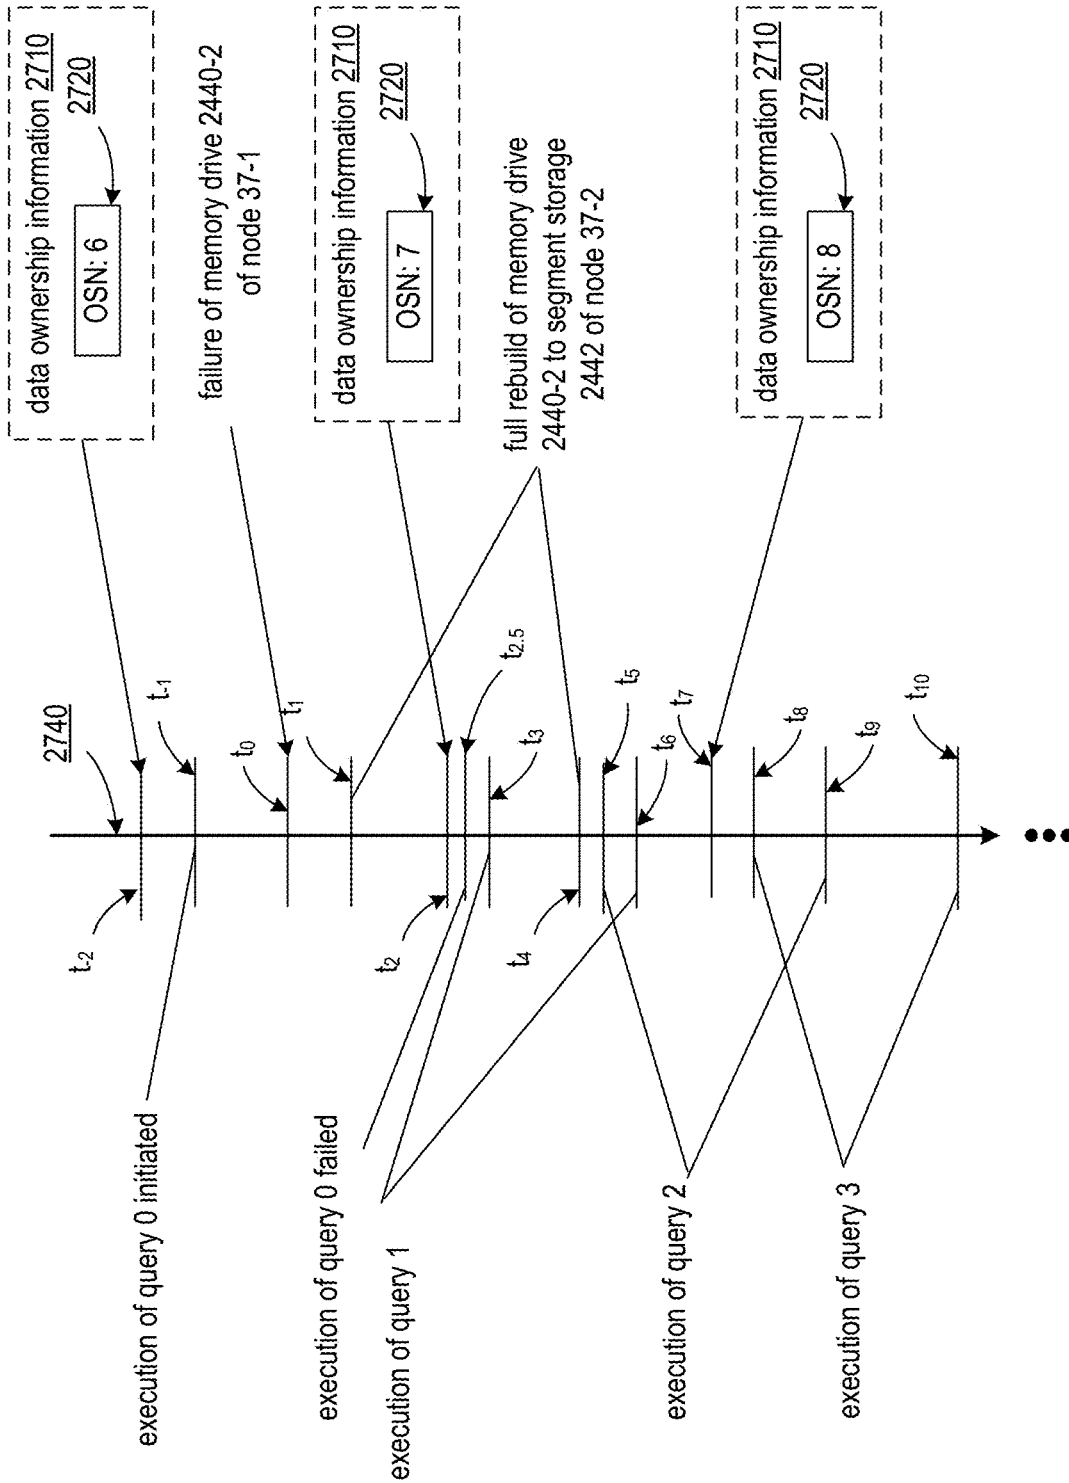 data ownership information 2710
2720
OSN: 6
failure of memory drive 2440-2
of node 37-1
data ownership information 2710
2720
OSN: 7
full rebuild of memory drive
2440-2 to segment storage
2442 of node 37-2
data ownership information 2710
2720
OSN: 8
2740
t-1
t0
t1
t2.5
t3
t5
t6
t7
t8
t9
t10
t-2
t2
t4
execution of query 0 initiated
execution of query 0 failed
execution of query 1
execution of query 2
execution of query 3